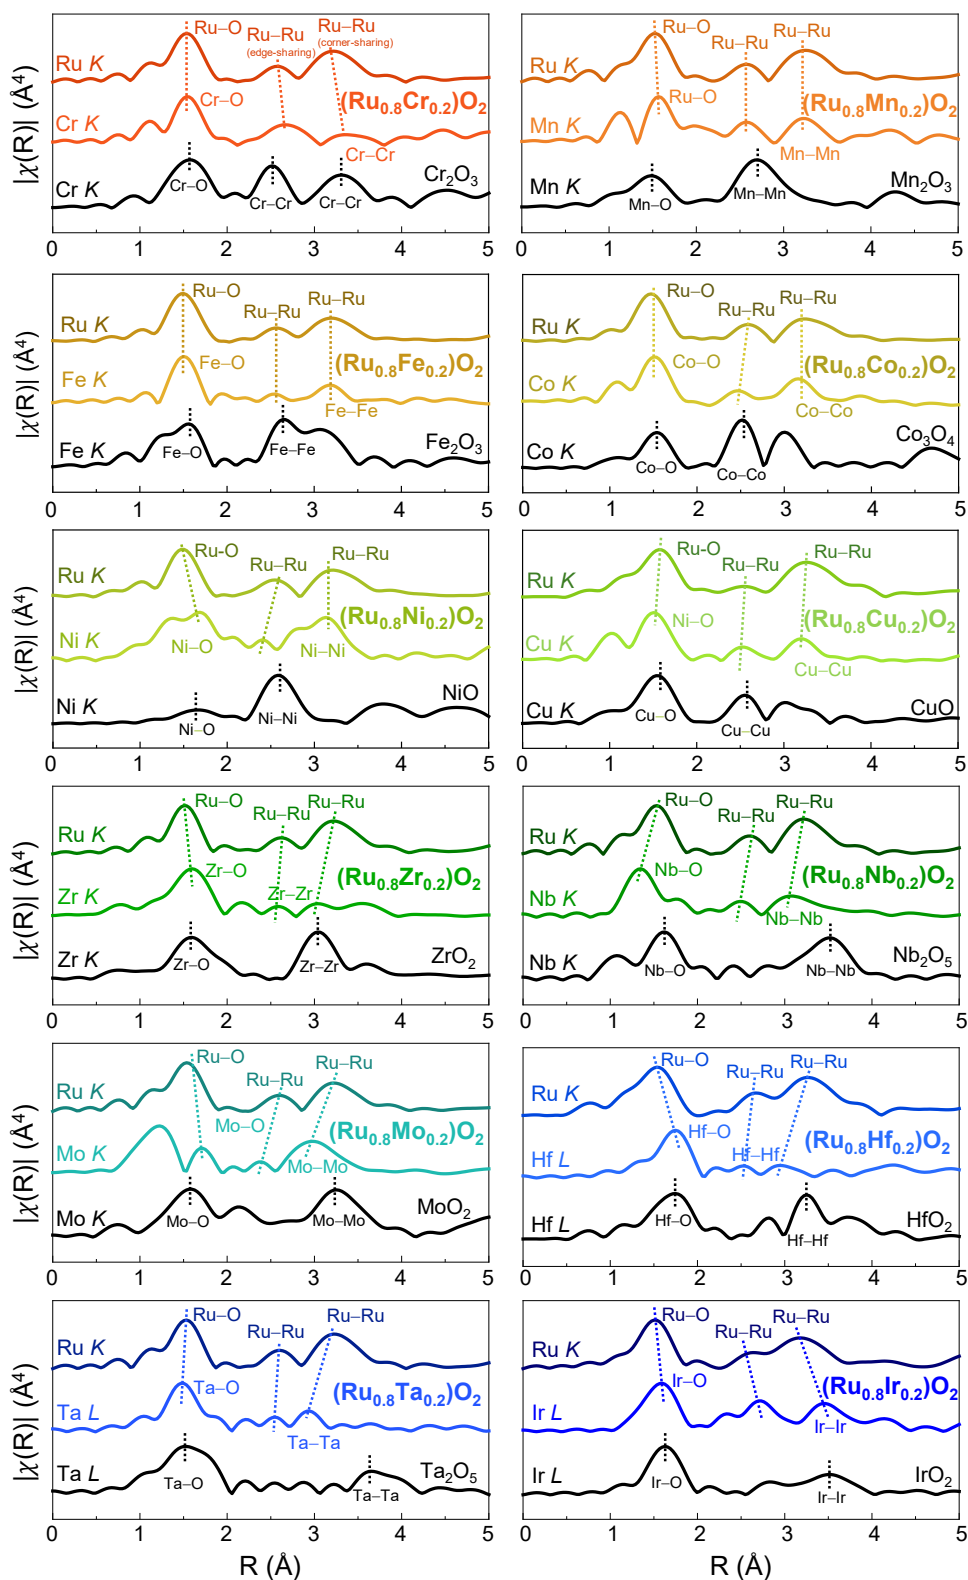 Ru–O
Ru–Ru
(edge-sharing)
Ru–Ru
(corner-sharing)
Ru K
(Ru0.8Cr0.2)O2
Cr–O
Cr K
Cr–Cr
Cr2O3
Cr K
Cr–O
Cr–Cr
Cr–Cr
|χ(R)| (Å⁴)
0 1 2 3 4 5
Ru–O
Ru–Ru
Ru–Ru
Ru K
(Ru0.8Mn0.2)O2
Ru–O
Mn K
Mn–Mn
Mn2O3
Mn K
Mn–O
Mn–Mn
0 1 2 3 4 5
Ru–O
Ru–Ru
Ru–Ru
Ru K
(Ru0.8Fe0.2)O2
Fe–O
Fe K
Fe–Fe
Fe2O3
Fe K
Fe–O
Fe–Fe
|χ(R)| (Å⁴)
0 1 2 3 4 5
Ru–O
Ru–Ru
Ru–Ru
Ru K
(Ru0.8Co0.2)O2
Co–O
Co K
Co–Co
Co3O4
Co K
Co–O
Co–Co
0 1 2 3 4 5
Ru-O
Ru–Ru
Ru–Ru
Ru K
(Ru0.8Ni0.2)O2
Ni K
Ni–O
Ni–Ni
NiO
Ni K
Ni–O
Ni–Ni
|χ(R)| (Å⁴)
0 1 2 3 4 5
Ru-O
Ru–Ru
Ru–Ru
Ru K
(Ru0.8Cu0.2)O2
Ni–O
Cu K
Cu–Cu
CuO
Cu K
Cu–O
Cu–Cu
0 1 2 3 4 5
Ru–O
Ru–Ru
Ru–Ru
Ru K
(Ru0.8Zr0.2)O2
Zr–O
Zr K
Zr–Zr
ZrO2
Zr K
Zr–O
Zr–Zr
|χ(R)| (Å⁴)
0 1 2 3 4 5
Ru–O
Ru–Ru
Ru–Ru
Ru K
(Ru0.8Nb0.2)O2
Nb–O
Nb K
Nb–Nb
Nb2O5
Nb K
Nb–O
Nb–Nb
0 1 2 3 4 5
Ru–O
Ru–Ru
Ru–Ru
Ru K
(Ru0.8Mo0.2)O2
Mo–O
Mo K
Mo–Mo
MoO2
Mo K
Mo–O
Mo–Mo
|χ(R)| (Å⁴)
0 1 2 3 4 5
Ru–O
Ru–Ru
Ru–Ru
Ru K
(Ru0.8Hf0.2)O2
Hf–O
Hf L
Hf–Hf
HfO2
Hf L
Hf–O
Hf–Hf
0 1 2 3 4 5
Ru–O
Ru–Ru
Ru–Ru
Ru K
(Ru0.8Ta0.2)O2
Ta–O
Ta L
Ta–Ta
Ta2O5
Ta L
Ta–O
Ta–Ta
|χ(R)| (Å⁴)
0 1 2 3 4 5
R (Å)
Ru–O
Ru–Ru
Ru–Ru
Ru K
(Ru0.8Ir0.2)O2
Ir–O
Ir L
Ir–Ir
IrO2
Ir L
Ir–O
Ir–Ir
0 1 2 3 4 5
R (Å)